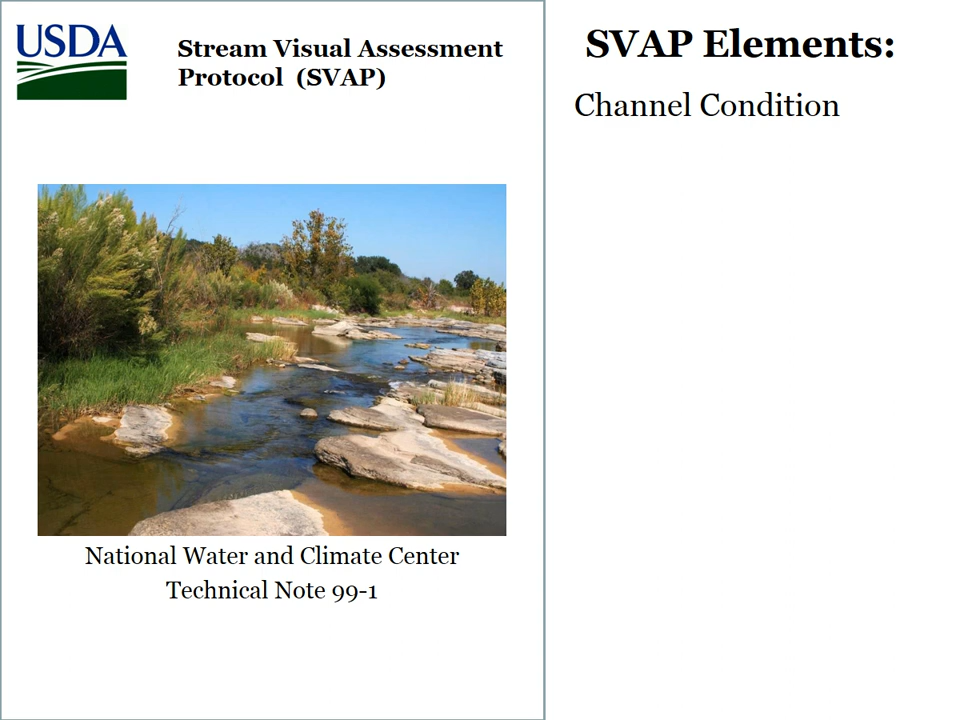 USDA
Stream Visual Assessment
Protocol (SVAP)
National Water and Climate Center
Technical Note 99-1
SVAP Elements:
Channel Condition